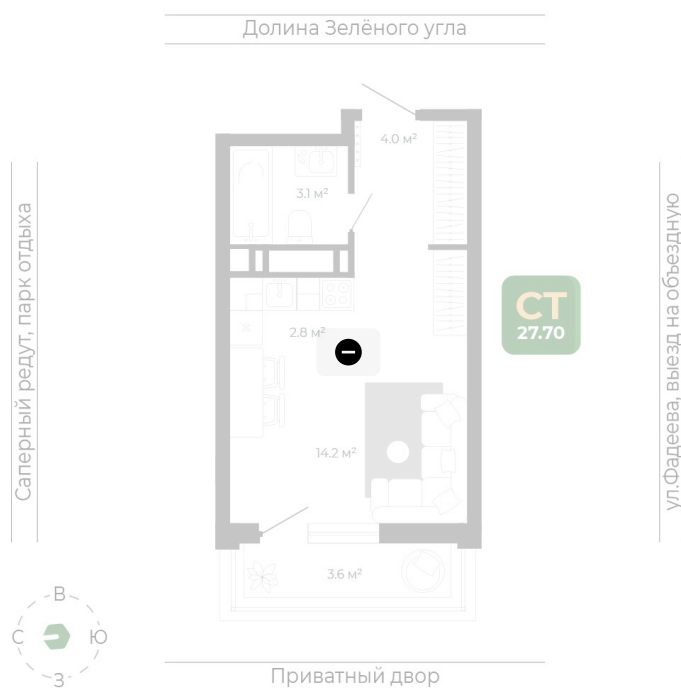 Долина Зелёного угла
4.0 м²
3.1 м²
Саперный редут, парк отдыха
ул.Фадеева, выезд на объездную
СТ
27.70
2.8 м²
14.2 м²
3.6 м²
В
С
Ю
З
Приватный двор